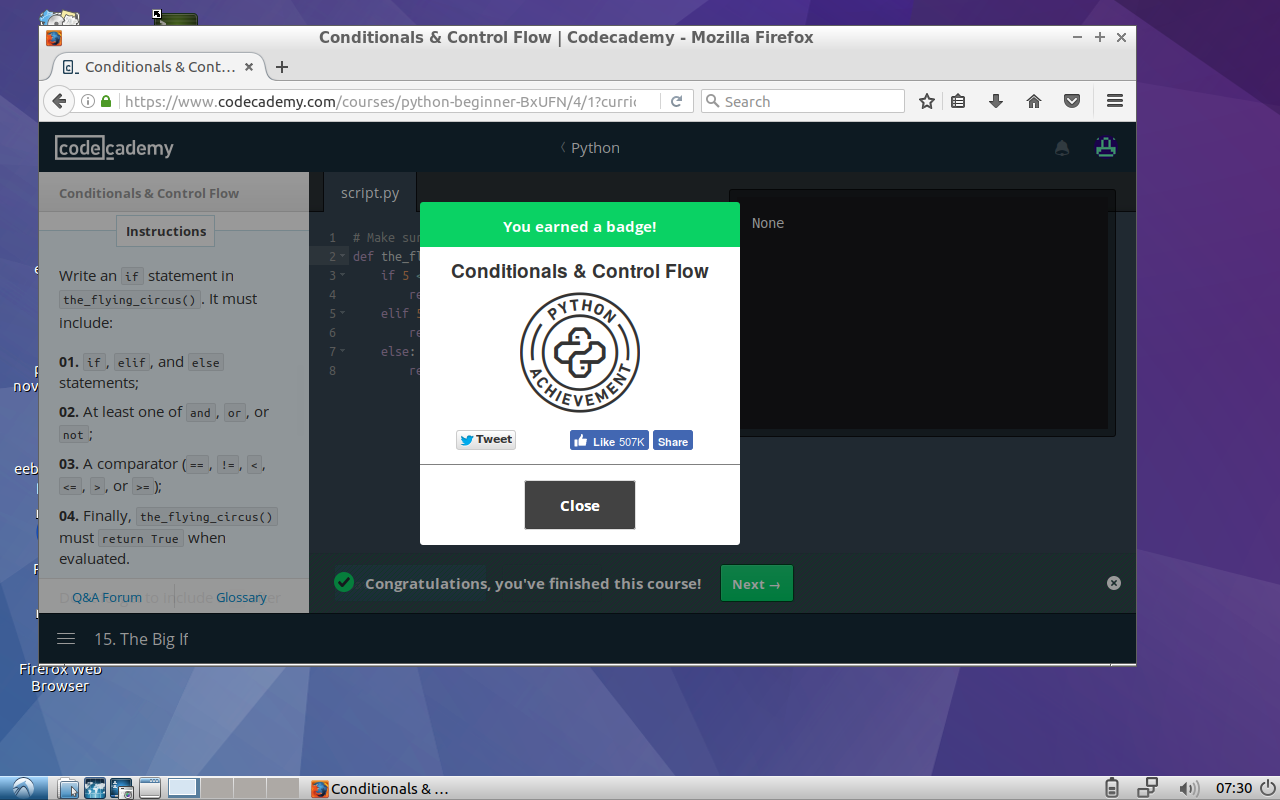 Conditionals & Control Flow | Codecademy - Mozilla Firefox
Conditionals & Cont…
https://www.codecademy.com/courses/python-beginner-BxUFN/4/1?curric
Search
codecademy
Python
Conditionals & Control Flow
script.py
Instructions
Write an if statement in
the_flying_circus(). It must
include:
01. if, elif, and else
statements;
02. At least one of and, or, or
not;
03. A comparator (==, !=, <,
<=, >, or >=);
04. Finally, the_flying_circus()
must return True when
evaluated.
Q&A Forum
Glossary
1 # Make sur
2 def the_f
3 if 5 <
4 re
5 elif 5
6 re
7 else:
8 re
None
You earned a badge!
Conditionals & Control Flow
PYTHON
ACHIEVEMENT
Tweet
Like 507K
Share
Close
Congratulations, you've finished this course!
Next →
15. The Big If
Firefox Web
Browser
Conditionals & ...
07:30